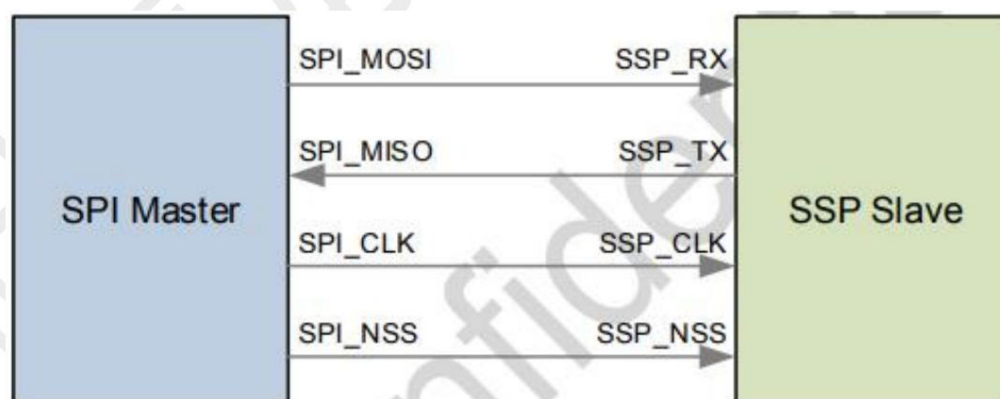 SPI_MOSI SSP_RX
SPI_MISO SSP_TX
SPI Master SSP Slave
SPI_CLK SSP_CLK
SPI_NSS SSP_NSS